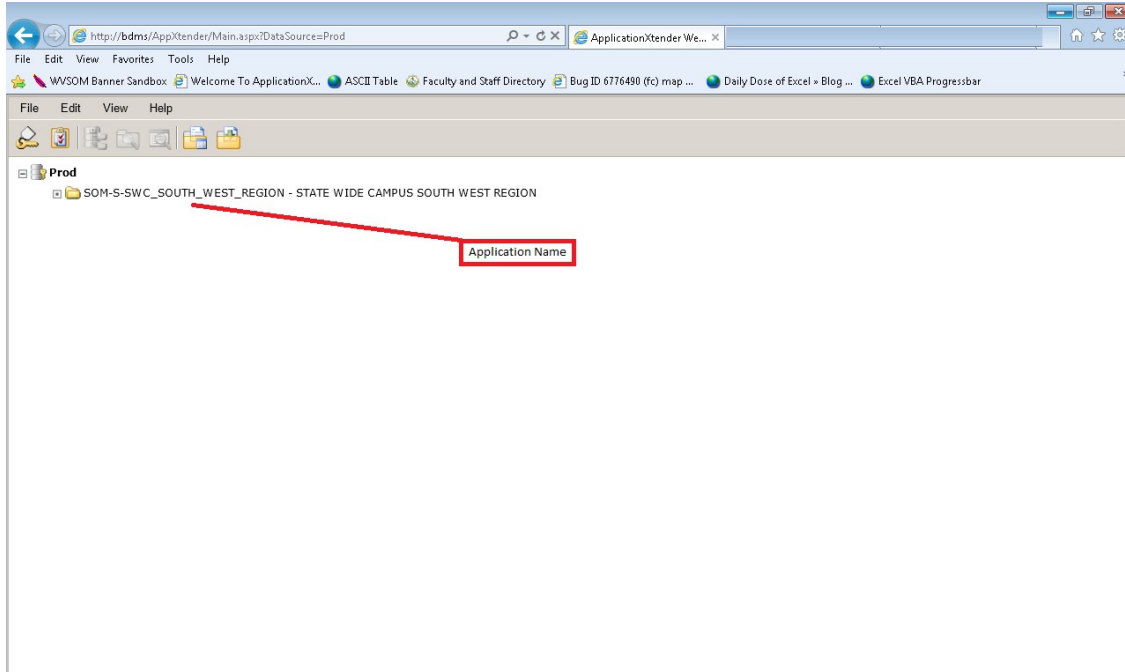 http://bdms/AppXtender/Main.aspx?DataSource=Prod
ApplicationXtender We...
File Edit View Favorites Tools Help
WVSOM Banner Sandbox Welcome To ApplicationX... ASCII Table Faculty and Staff Directory Bug ID 6776490 (fc) map ... Daily Dose of Excel » Blog ... Excel VBA Progressbar
File Edit View Help
Prod
SOM-S-SWC_SOUTH_WEST_REGION - STATE WIDE CAMPUS SOUTH WEST REGION
Application Name